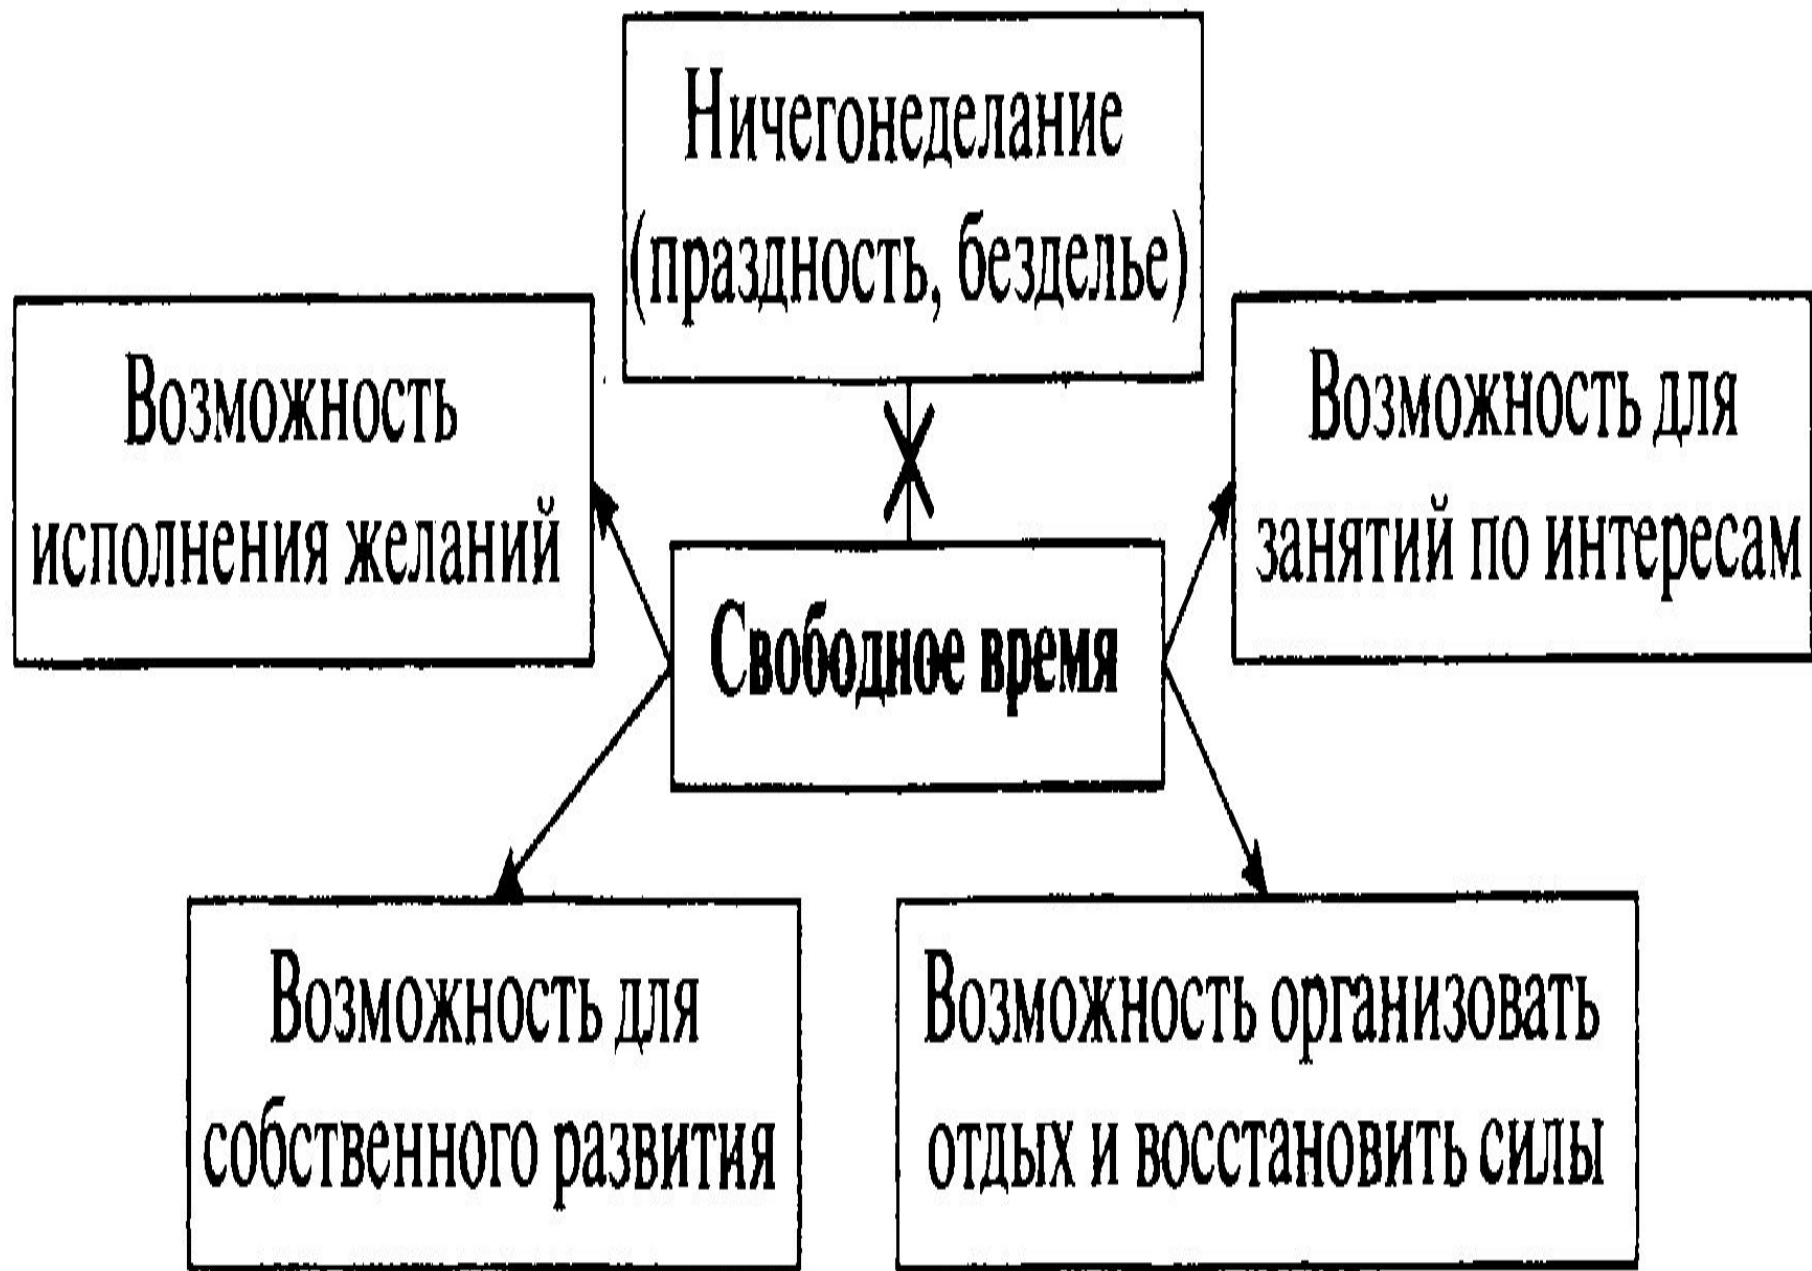 Ничегонеделание
(праздность, безделье)
Возможность
исполнения желаний
Возможность для
занятий по интересам
Свободное время
Возможность для
собственного развития
Возможность организовать
отдых и восстановить силы